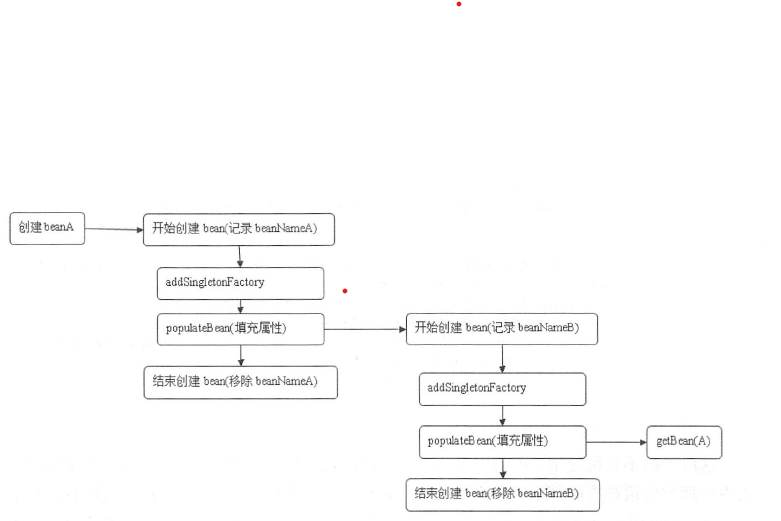 创建beanA
开始创建 bean(记录 beanNameA)
addSingletonFactory
populateBean(填充属性)
结束创建 bean(移除 beanNameA)
开始创建 bean(记录 beanNameB)
addSingletonFactory
populateBean(填充属性)
getBean(A)
结束创建 bean(移除 beanNameB)